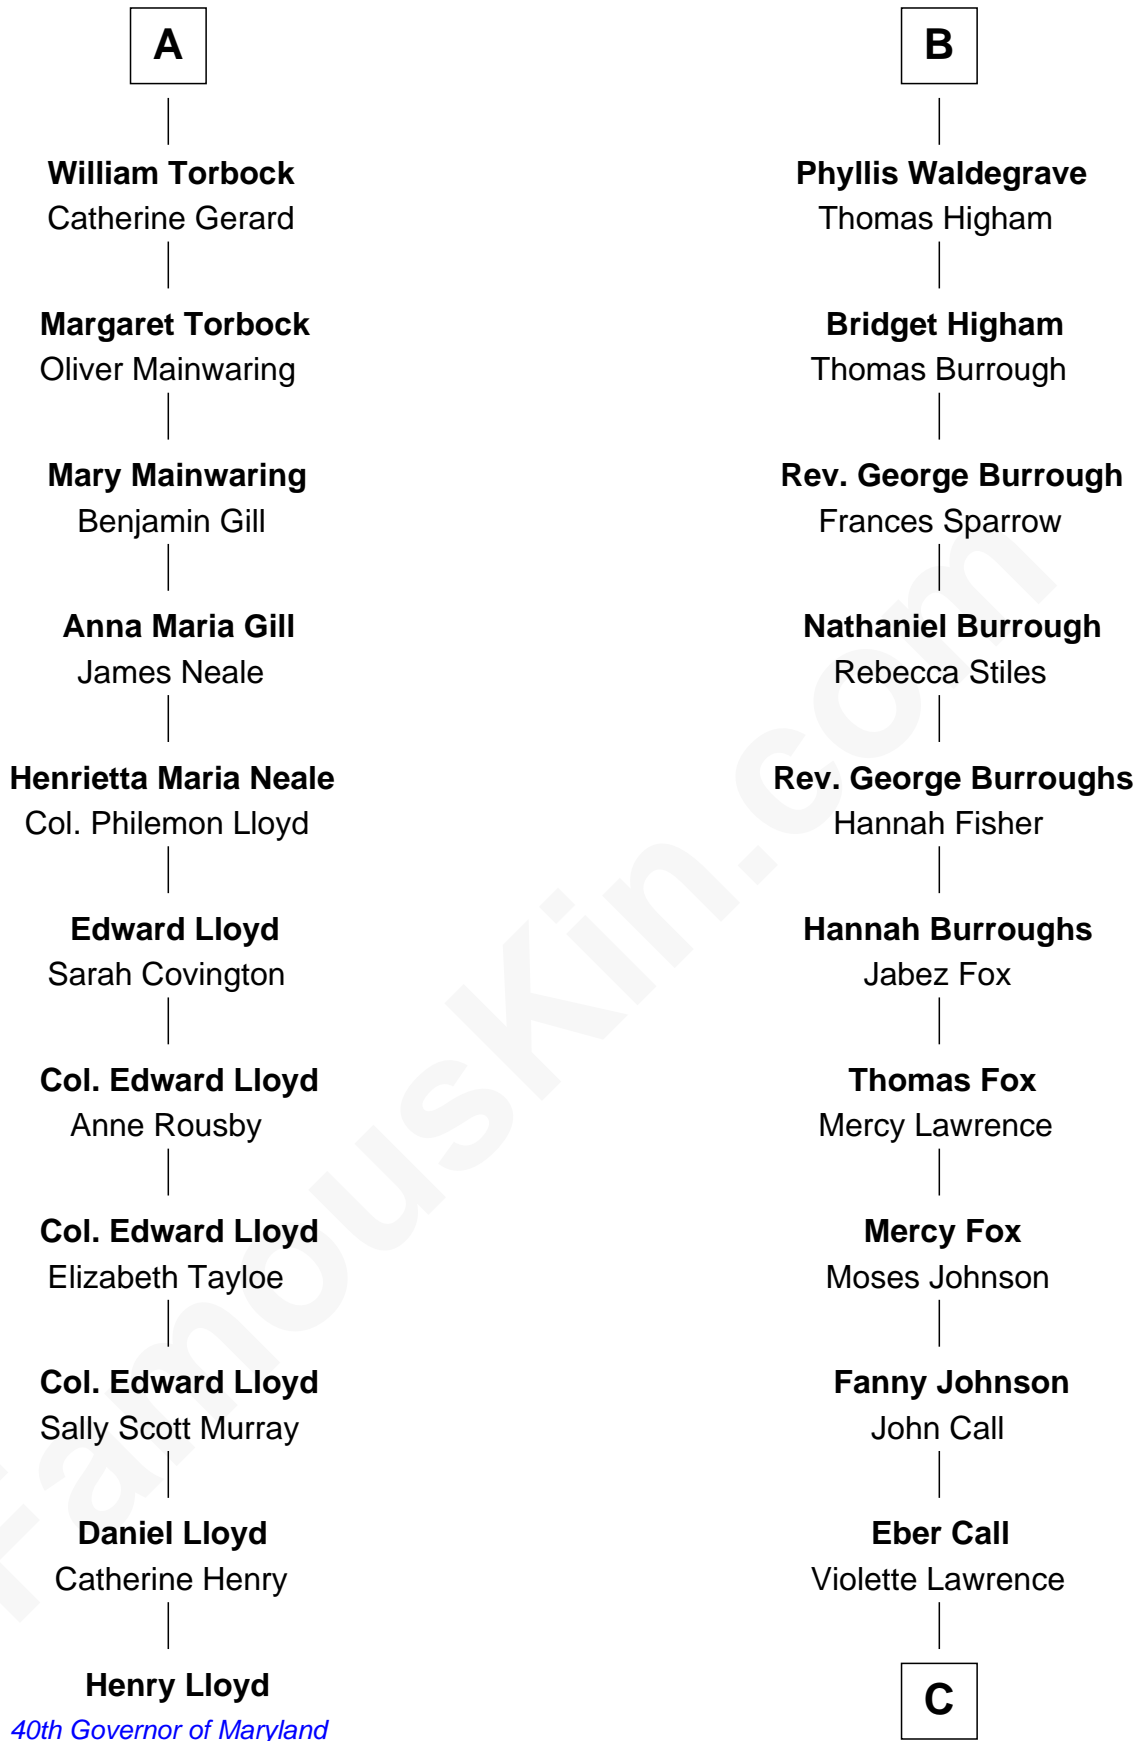 A
William Torbock
Catherine Gerard
Margaret Torbock
Oliver Mainwaring
Mary Mainwaring
Benjamin Gill
Anna Maria Gill
James Neale
Henrietta Maria Neale
Col. Philemon Lloyd
Edward Lloyd
Sarah Covington
Col. Edward Lloyd
Anne Rousby
Col. Edward Lloyd
Elizabeth Tayloe
Col. Edward Lloyd
Sally Scott Murray
Daniel Lloyd
Catherine Henry
Henry Lloyd
40th Governor of Maryland
B
Phyllis Waldegrave
Thomas Higham
Bridget Higham
Thomas Burrough
Rev. George Burrough
Frances Sparrow
Nathaniel Burrough
Rebecca Stiles
Rev. George Burroughs
Hannah Fisher
Hannah Burroughs
Jabez Fox
Thomas Fox
Mercy Lawrence
Mercy Fox
Moses Johnson
Fanny Johnson
John Call
Eber Call
Violette Lawrence
C
FamousKin.com